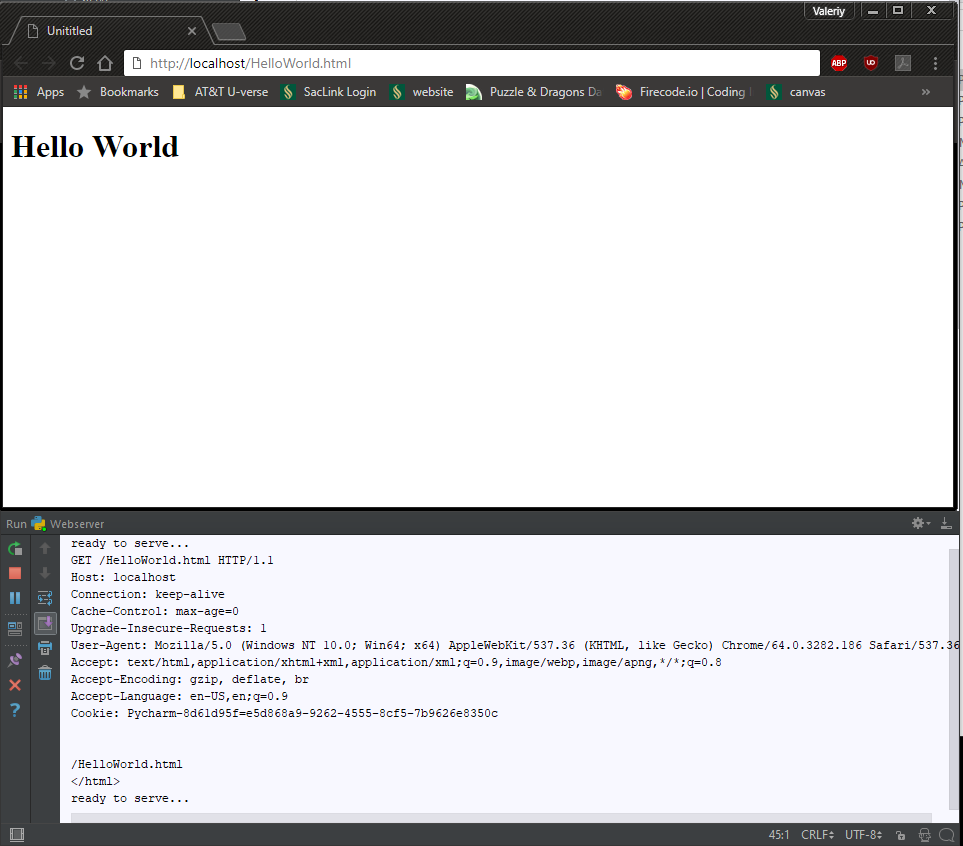 Valeriy
Unititled
http://localhost/HelloWorld.html
ABP
UD
Apps Bookmarks AT&T U-verse SacLink Login website Puzzle & Dragons Da Firecode.io | Coding canvas »
Hello World
Run Webserver
ready to serve...
GET /HelloWorld.html HTTP/1.1
Host: localhost
Connection: keep-alive
Cache-Control: max-age=0
Upgrade-Insecure-Requests: 1
User-Agent: Mozilla/5.0 (Windows NT 10.0; Win64; x64) AppleWebKit/537.36 (KHTML, like Gecko) Chrome/64.0.3282.186 Safari/537.36
Accept: text/html,application/xhtml+xml,application/xml;q=0.9,image/webp,image/apng,*/*;q=0.8
Accept-Encoding: gzip, deflate, br
Accept-Language: en-US,en;q=0.9
Cookie: Pycharm-8d61d95f=e5d868a9-9262-4555-8cf5-7b9626e8350c
/HelloWorld.html
</html>
ready to serve...
45:1 CRLF UTF-8